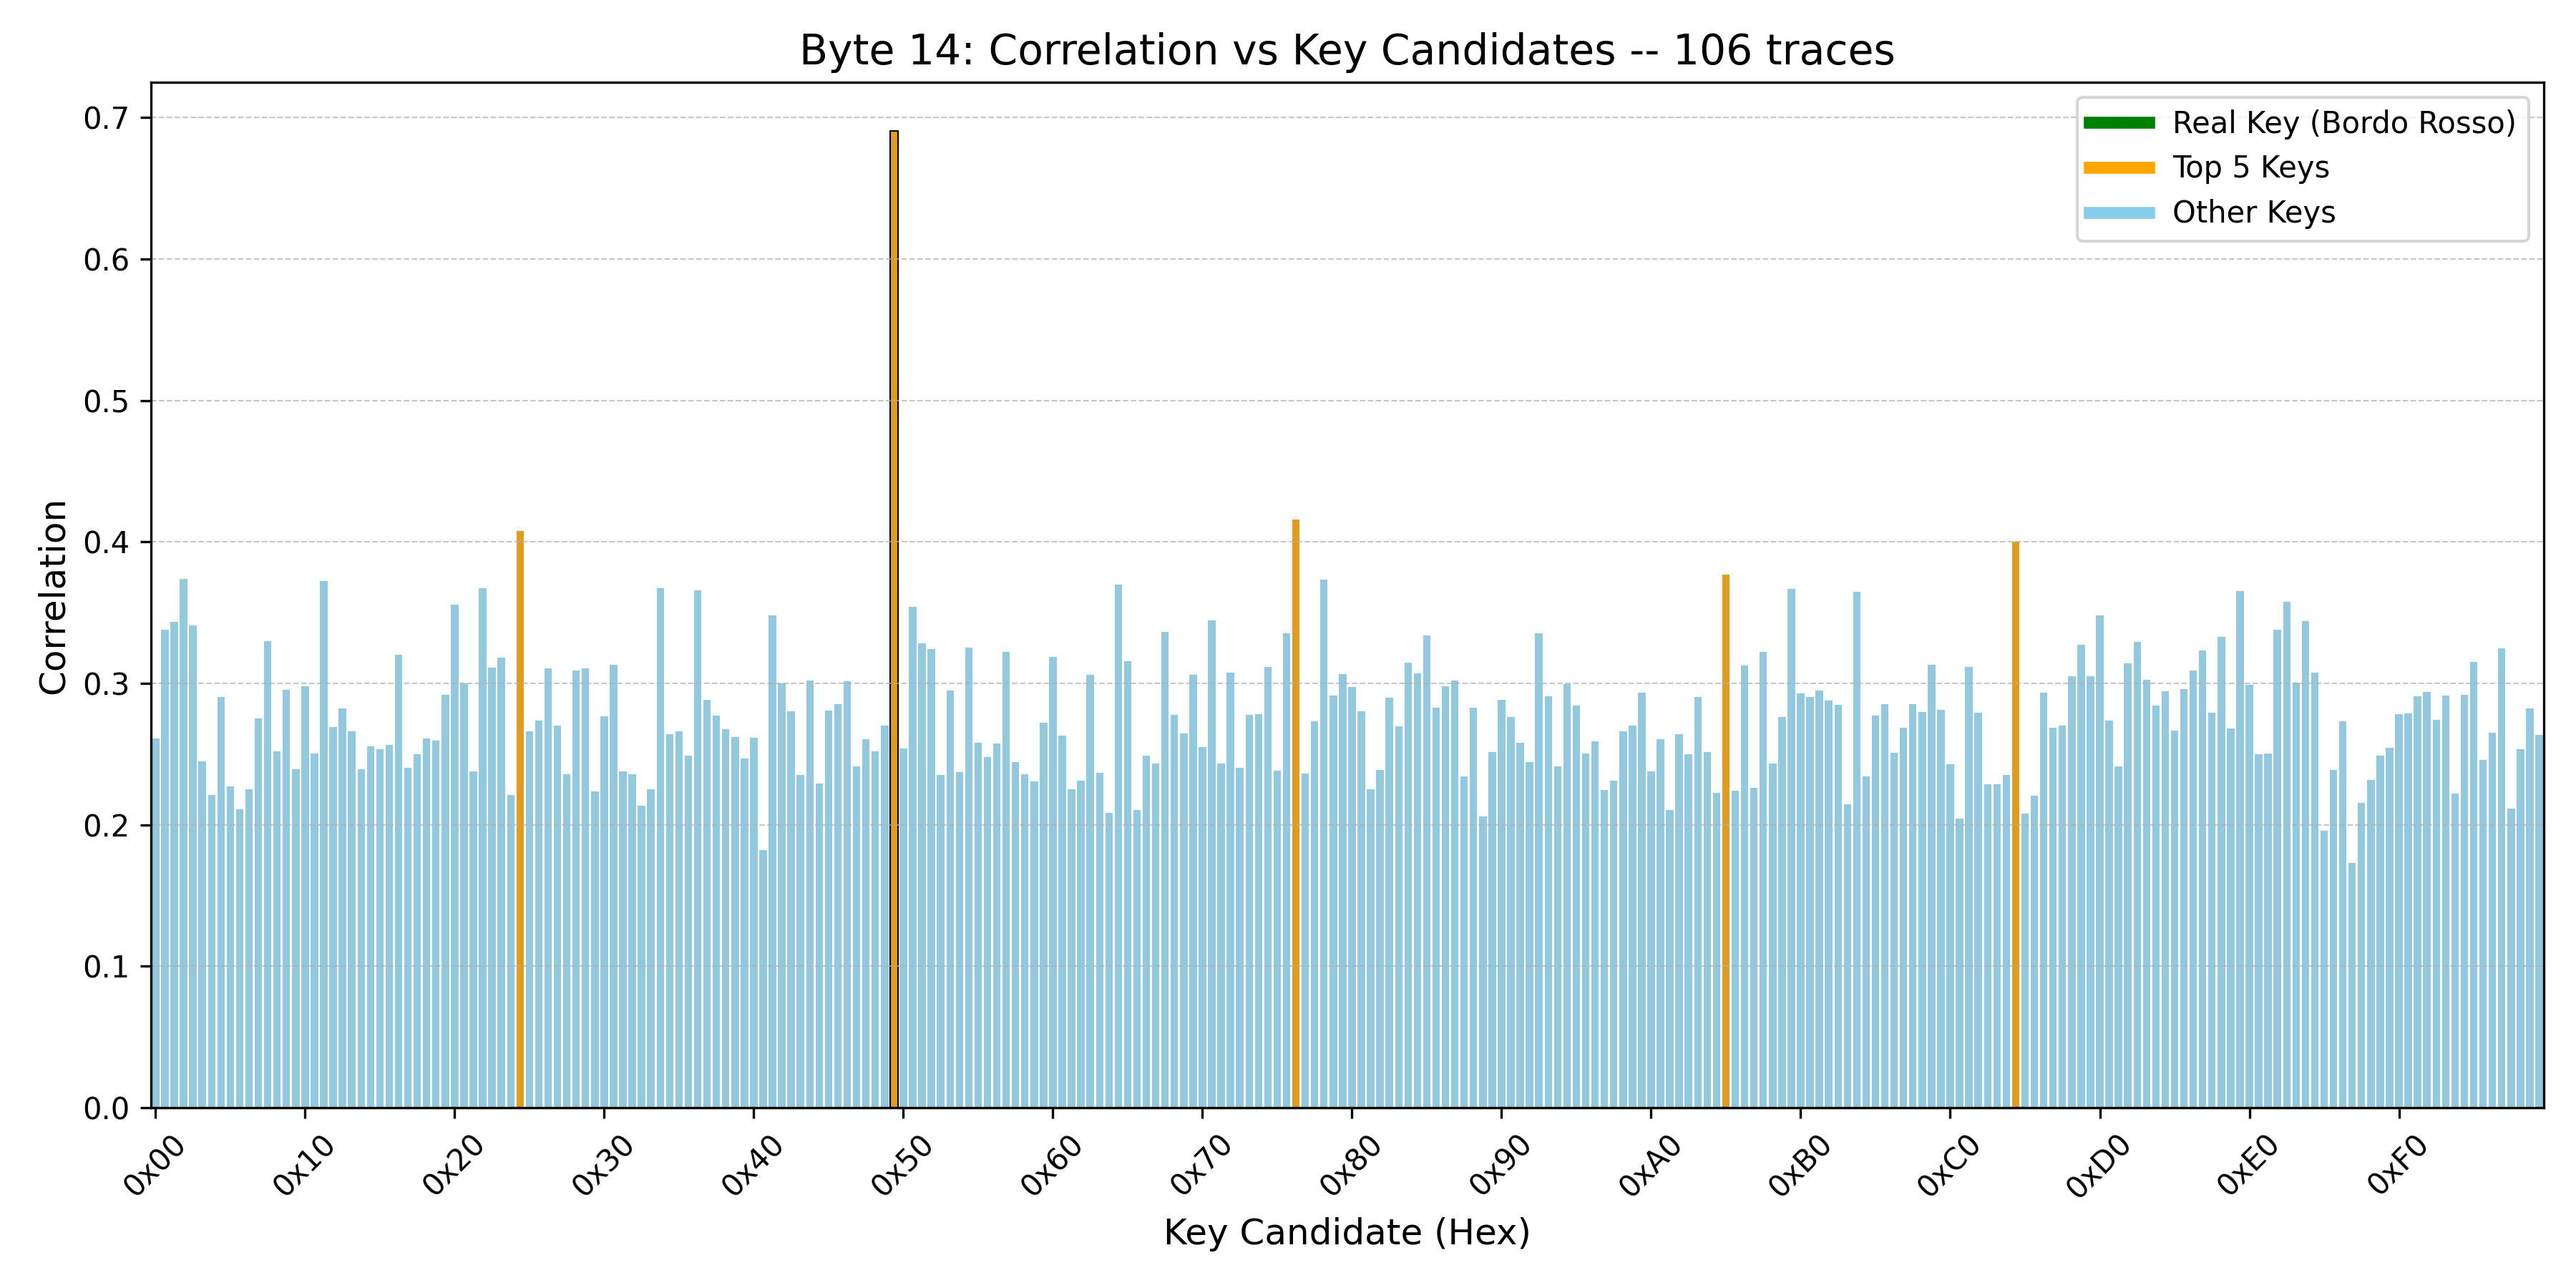 Byte 14: Correlation vs Key Candidates -- 106 traces
Real Key (Bordo Rosso)
Top 5 Keys
Other Keys
Correlation
0.7
0.6
0.5
0.4
0.3
0.2
0.1
0.0
0x00 0x10 0x20 0x30 0x40 0x50 0x60 0x70 0x80 0x90 0xA0 0xB0 0xC0 0xD0 0xE0 0xF0
Key Candidate (Hex)